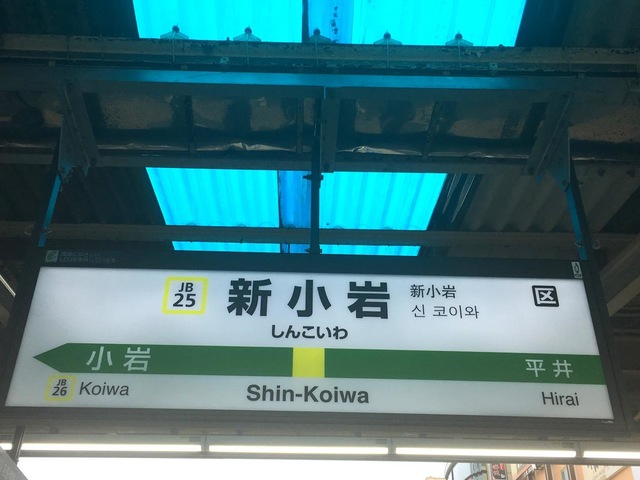 JB
25
新小岩
新小岩
신 코이와
区
しんこいわ
小岩
平井
JB
26
Koiwa
Shin-Koiwa
Hirai